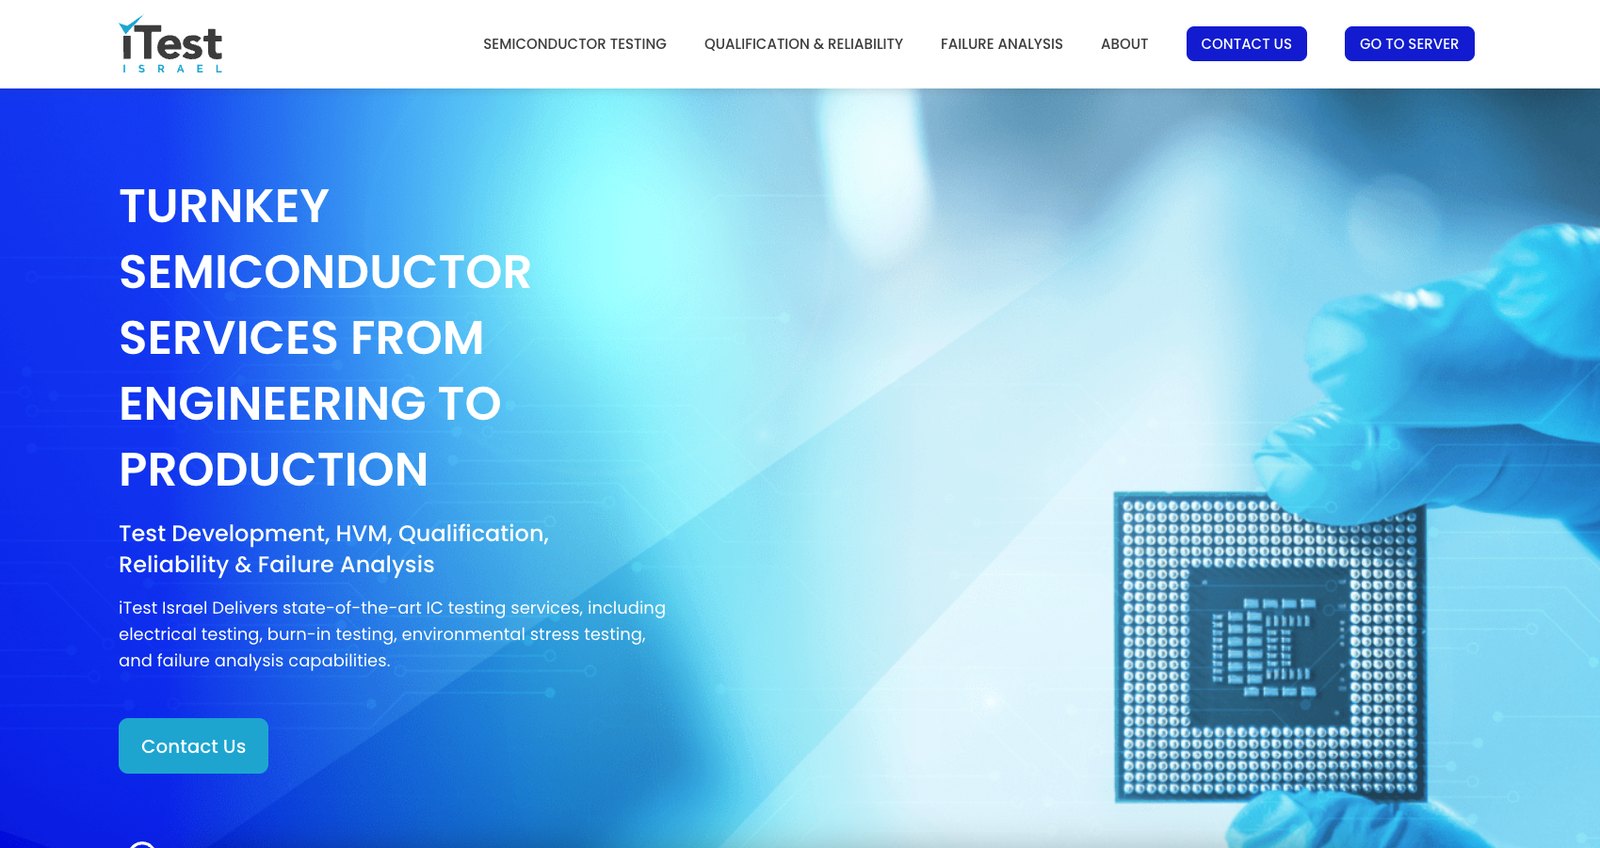 iTest
ISRAEL
SEMICONDUCTOR TESTING
QUALIFICATION & RELIABILITY
FAILURE ANALYSIS
ABOUT
CONTACT US
GO TO SERVER
TURNKEY
SEMICONDUCTOR
SERVICES FROM
ENGINEERING TO
PRODUCTION
Test Development, HVM, Qualification,
Reliability & Failure Analysis
iTest Israel Delivers state-of-the-art IC testing services, including
electrical testing, burn-in testing, environmental stress testing,
and failure analysis capabilities.
Contact Us